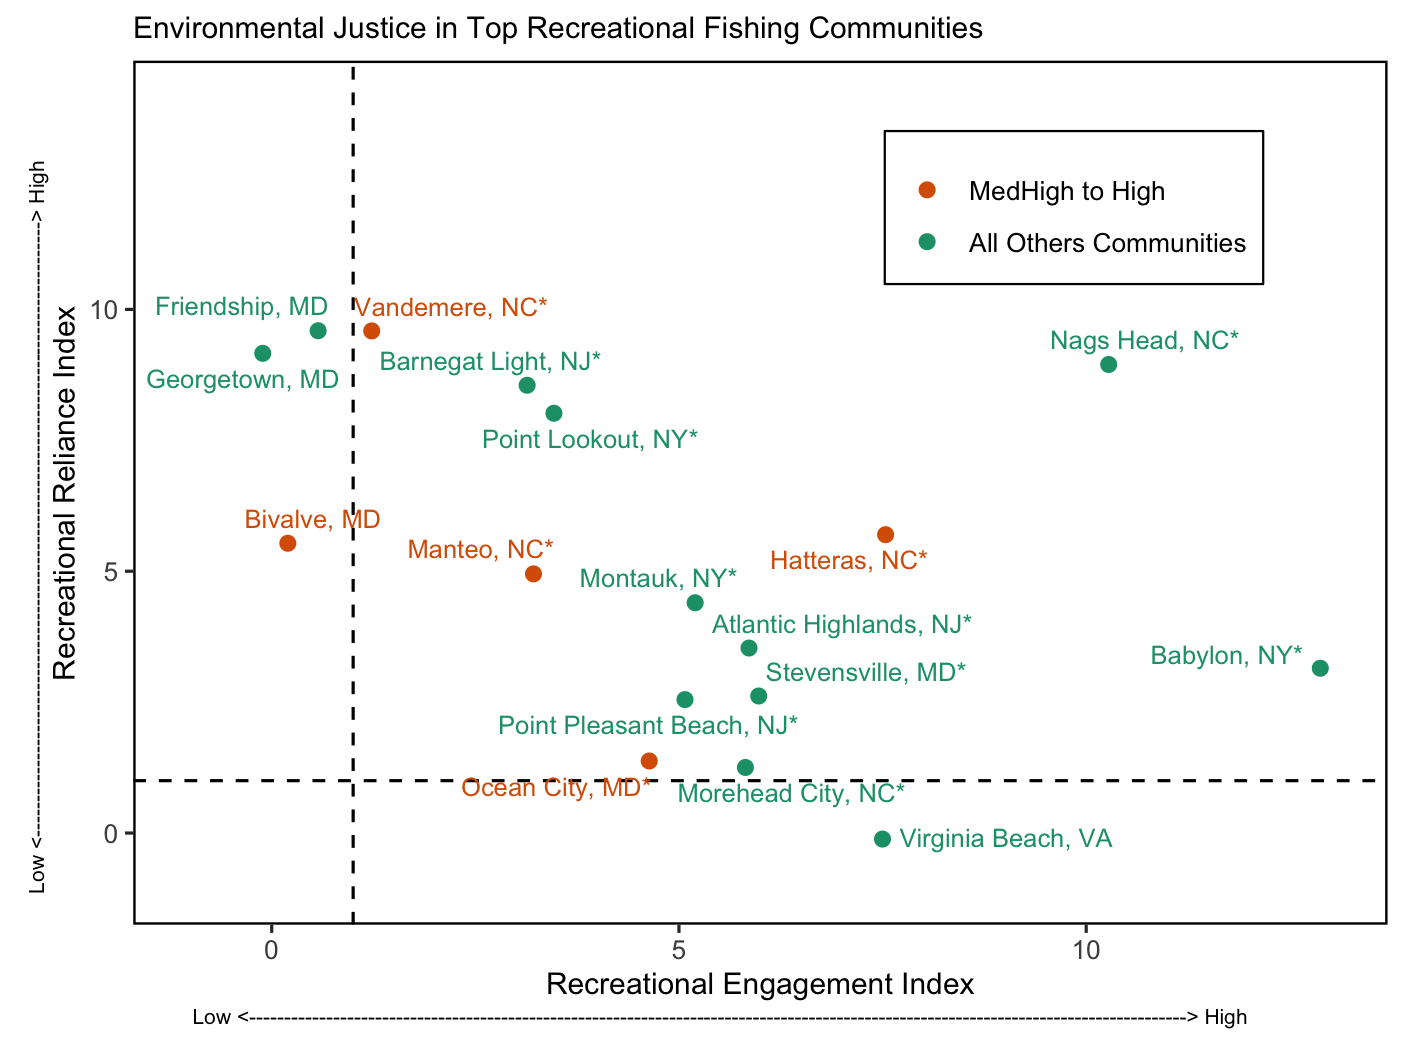 Environmental Justice in Top Recreational Fishing Communities
MedHigh to High
All Others Communities
Friendship, MD
Vandemere, NC*
Nags Head, NC*
Barnegat Light, NJ*
Georgetown, MD
Point Lookout, NY*
Bivalve, MD
Manteo, NC*
Hatteras, NC*
Montauk, NY*
Atlantic Highlands, NJ*
Babylon, NY*
Stevensville, MD*
Point Pleasant Beach, NJ*
Ocean City, MD*
Morehead City, NC*
Virginia Beach, VA
10
5
0
Recreational Reliance Index
Low <----------------------------------------------------------------------------------------> High
0
5
10
Recreational Engagement Index
Low <--------------------------------------------------------------------------------------------------------------------------------------> High